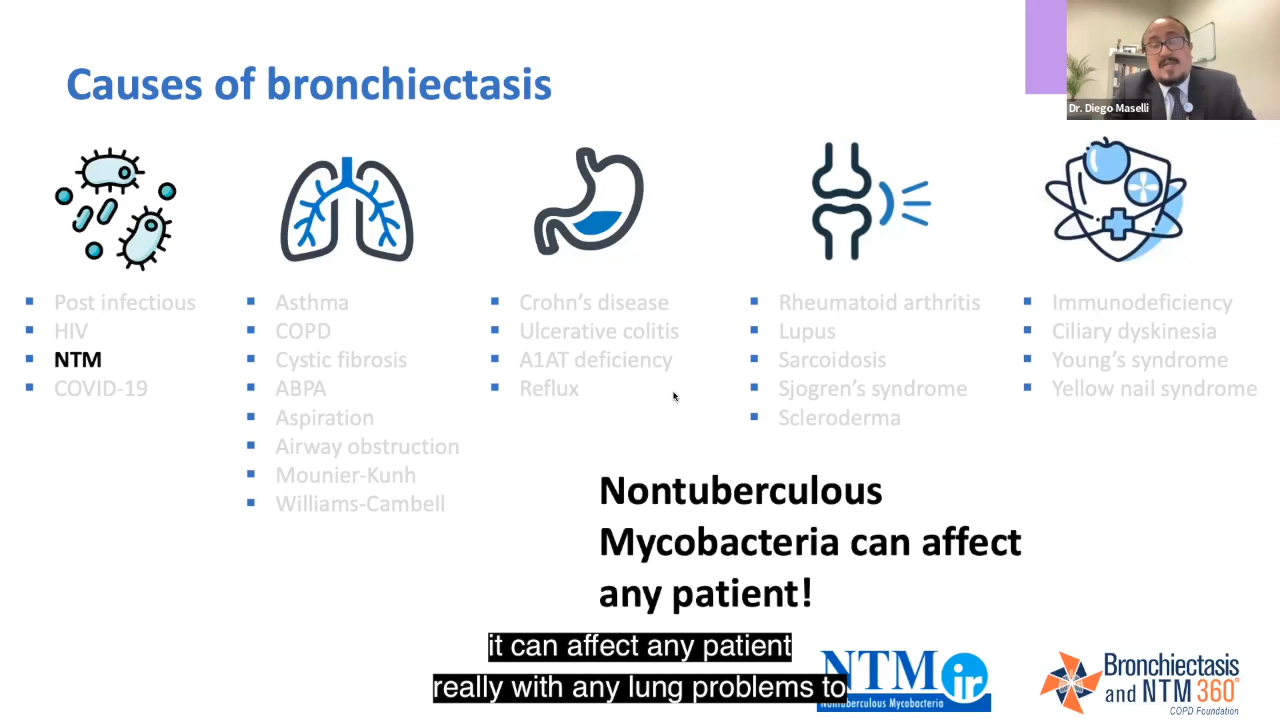 Causes of bronchiectasis
Dr. Diego Maselli
Post infectious
HIV
NTM
COVID-19
Asthma
COPD
Cystic fibrosis
ABPA
Aspiration
Airway obstruction
Mounier-Kunh
Williams-Cambell
Crohn's disease
Ulcerative colitis
A1AT deficiency
Reflux
Rheumatoid arthritis
Lupus
Sarcoidosis
Sjogren's syndrome
Scleroderma
Immunodeficiency
Ciliary dyskinesia
Young's syndrome
Yellow nail syndrome
Nontuberculous
Mycobacteria can affect
any patient!
it can affect any patient
really with any lung problems to
NTM ir
Nontuberculous Mycobacteria
Bronchiectasis
and NTM 360°
COPD Foundation